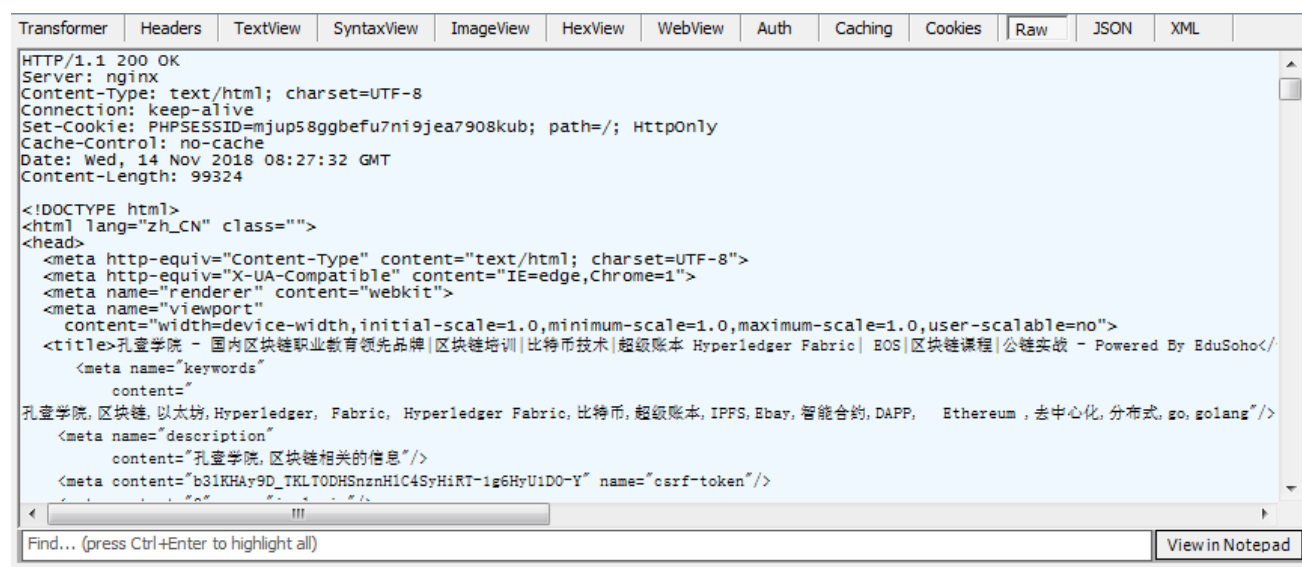 Transformer Headers TextView SyntaxView ImageView HexView WebView Auth Caching Cookies Raw JSON XML
HTTP/1.1 200 OK
Server: nginx
Content-Type: text/html; charset=UTF-8
Connection: keep-alive
Set-Cookie: PHPSESSID=mjup58ggbefu7ni9jea7908kub; path=/; HttpOnly
Cache-Control: no-cache
Date: Wed, 14 Nov 2018 08:27:32 GMT
Content-Length: 99324
<!DOCTYPE html>
<html lang="zh_CN" class="">
<head>
<meta http-equiv="Content-Type" content="text/html; charset=UTF-8">
<meta http-equiv="X-UA-Compatible" content="IE=edge,Chrome=1">
<meta name="renderer" content="webkit">
<meta name="viewport"
content="width=device-width,initial-scale=1.0,minimum-scale=1.0,maximum-scale=1.0,user-scalable=no">
<title>孔壹学院 - 国内区块链职业教育领先品牌|区块链培训|比特币技术|超级账本 Hyperledger Fabric| EOS|区块链课程|公链实战 - Powered By EduSoho</
<meta name="keywords"
content="
孔壹学院,区块链,以太坊,Hyperledger, Fabric, Hyperledger Fabric,比特币,超级账本,IPFS,Ebay,智能合约,DAPP, Ethereum ,去中心化,分布式,go,golang"/>
<meta name="description"
content="孔壹学院,区块链相关的信息"/>
<meta content="b31KHAy9D_TKLTODHSnznH1C4SyHiRT-1g6HyU1DO-Y" name="csrf-token"/>
Find... (press Ctrl+Enter to highlight all)
View in Notepad